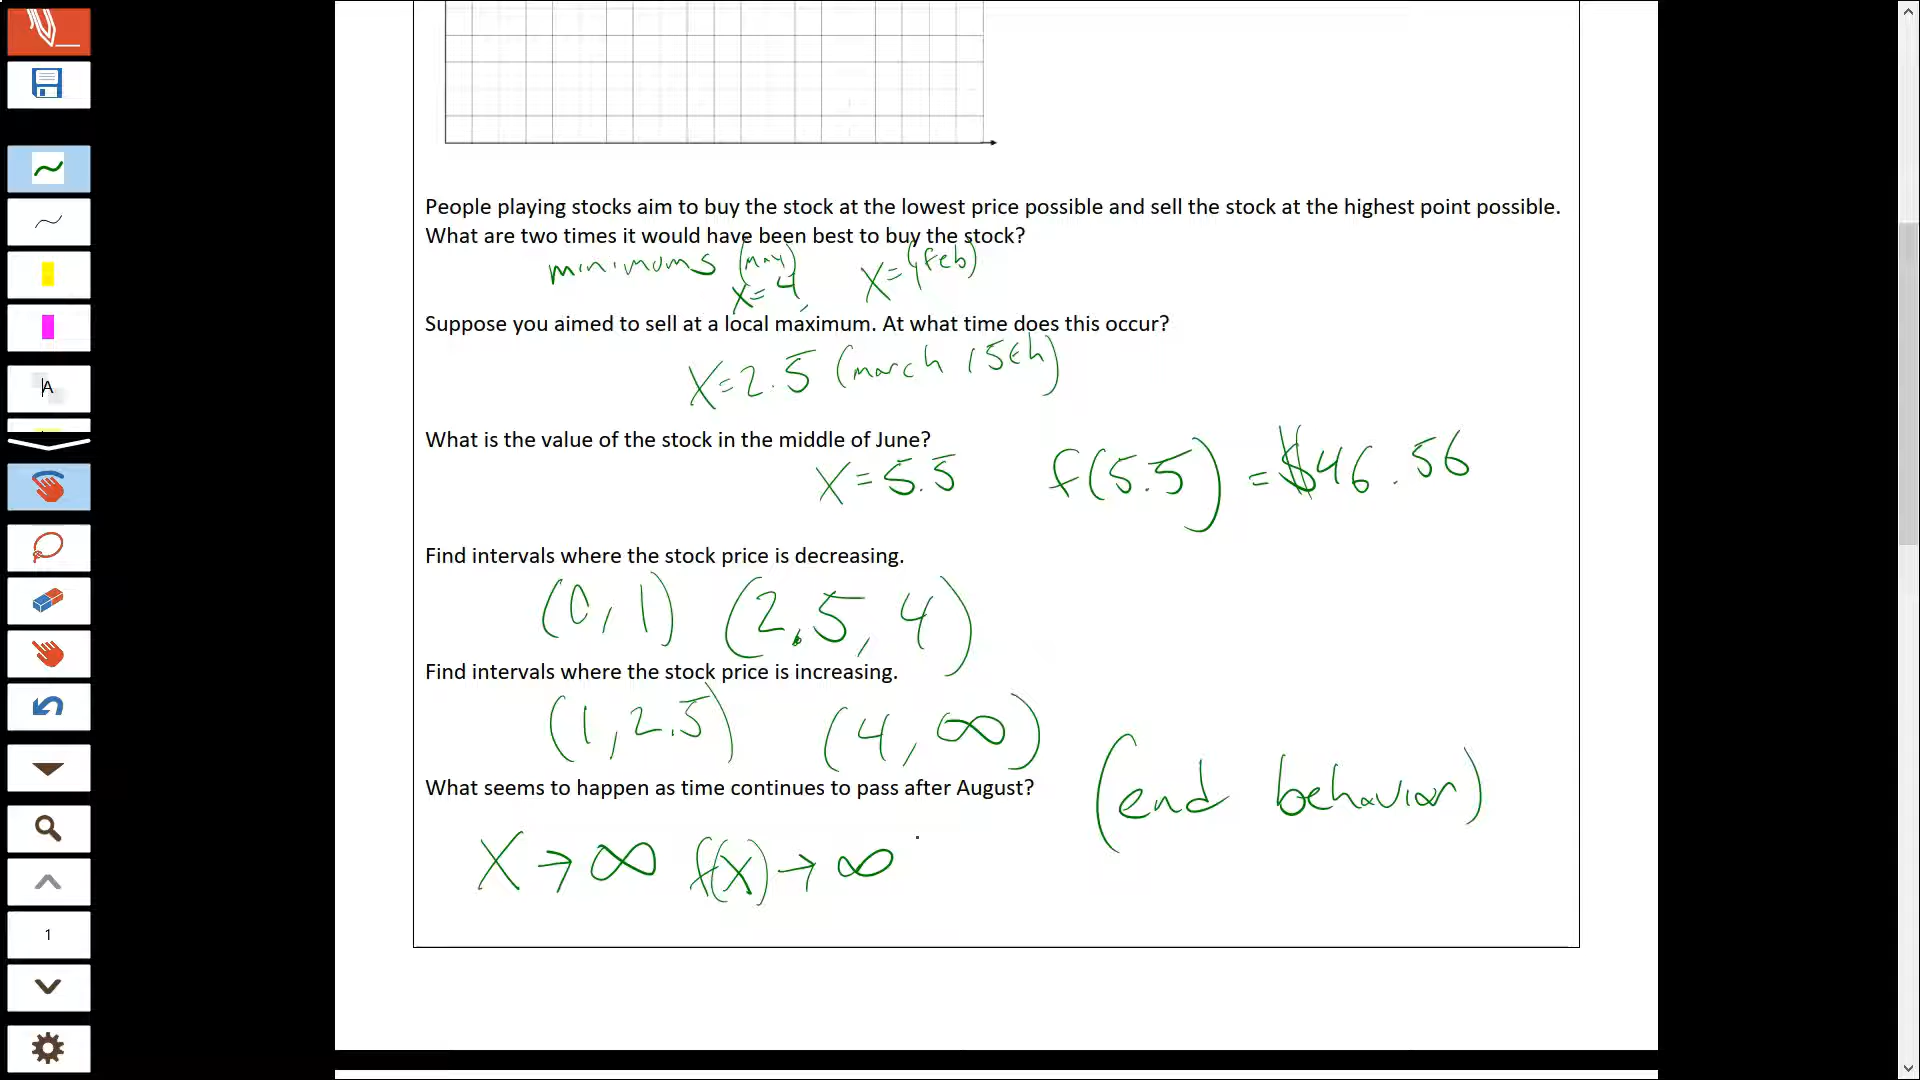 People playing stocks aim to buy the stock at the lowest price possible and sell the stock at the highest point possible.
What are two times it would have been best to buy the stock?
minimums (may) x=4, x=1 (feb)
Suppose you aimed to sell at a local maximum. At what time does this occur?
X=2.5 (march 15th)
What is the value of the stock in the middle of June?
X=5.5 f(5.5) = $46.56
Find intervals where the stock price is decreasing.
(0,1) (2.5,4)
Find intervals where the stock price is increasing.
(1,2.5) (4,∞)
What seems to happen as time continues to pass after August?
(end behavior)
X→∞ f(x)→∞
A
1